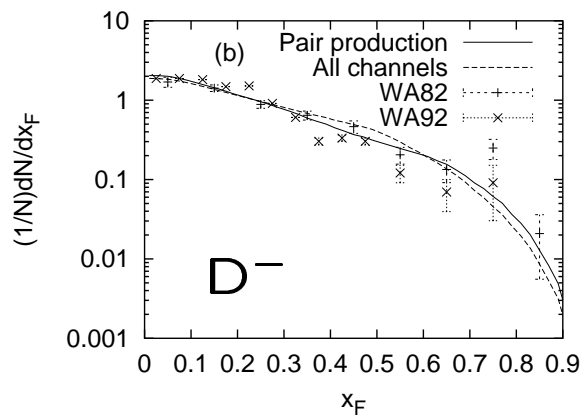 10
1
0.1
0.01
0.001
(1/N)dN/dx_F
(b)
Pair production
All channels
WA82
WA92
D⁻
0 0.1 0.2 0.3 0.4 0.5 0.6 0.7 0.8 0.9
x_F